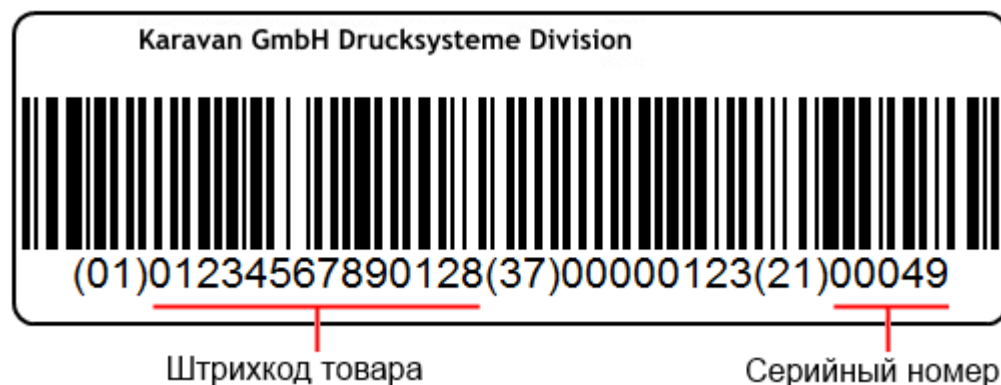 Karavan GmbH Drucksysteme Division
(01)01234567890128(37)00000123(21)00049
Штрихкод товара Серийный номер